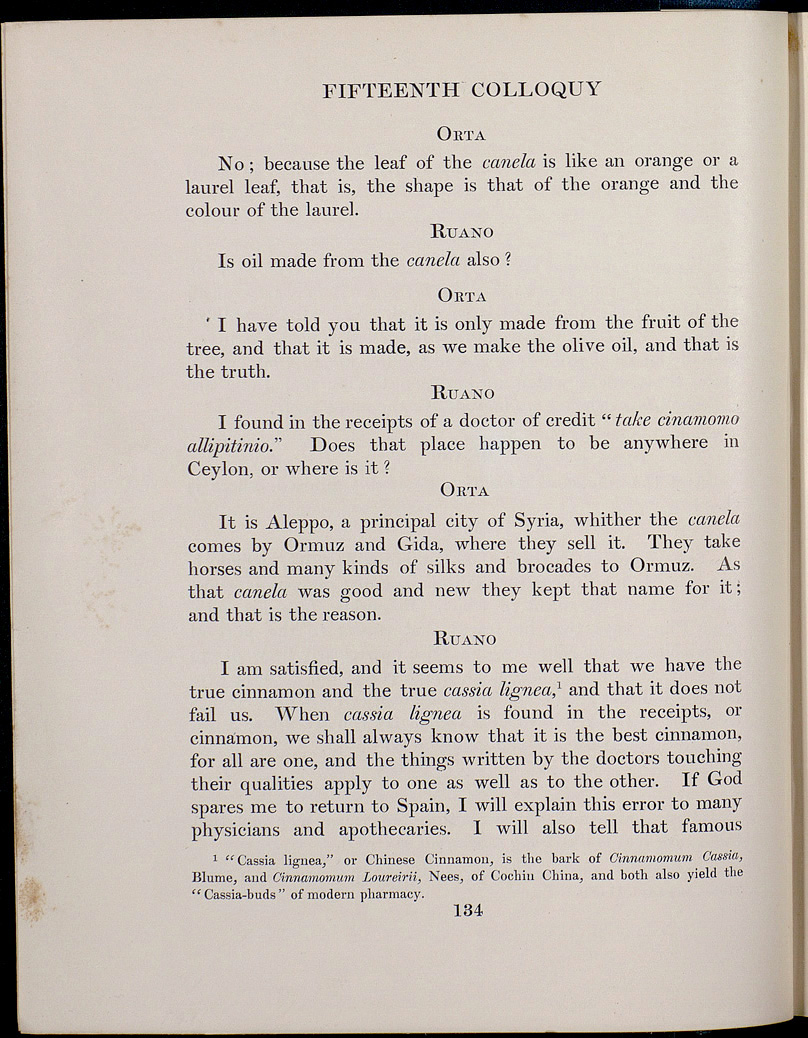 FIFTEENTH COLLOQUY
ORTA
No ; because the leaf of the canela is like an orange or a
laurel leaf, that is, the shape is that of the orange and the
colour of the laurel.
RUANO
Is oil made from the canela also ?
ORTA
' I have told you that it is only made from the fruit of the
tree, and that it is made, as we make the olive oil, and that is
the truth.
RUANO
I found in the receipts of a doctor of credit “ take cinamomo
allipitinio.” Does that place happen to be anywhere in
Ceylon, or where is it ?
ORTA
It is Aleppo, a principal city of Syria, whither the canela
comes by Ormuz and Gida, where they sell it. They take
horses and many kinds of silks and brocades to Ormuz. As
that canela was good and new they kept that name for it ;
and that is the reason.
RUANO
I am satisfied, and it seems to me well that we have the
true cinnamon and the true cassia lignea,¹ and that it does not
fail us. When cassia lignea is found in the receipts, or
cinnamon, we shall always know that it is the best cinnamon,
for all are one, and the things written by the doctors touching
their qualities apply to one as well as to the other. If God
spares me to return to Spain, I will explain this error to many
physicians and apothecaries. I will also tell that famous
¹ “ Cassia lignea,” or Chinese Cinnamon, is the bark of Cinnamomum Cassia,
Blume, and Cinnamomum Loureirii, Nees, of Cochin China, and both also yield the
“ Cassia-buds ” of modern pharmacy.
134